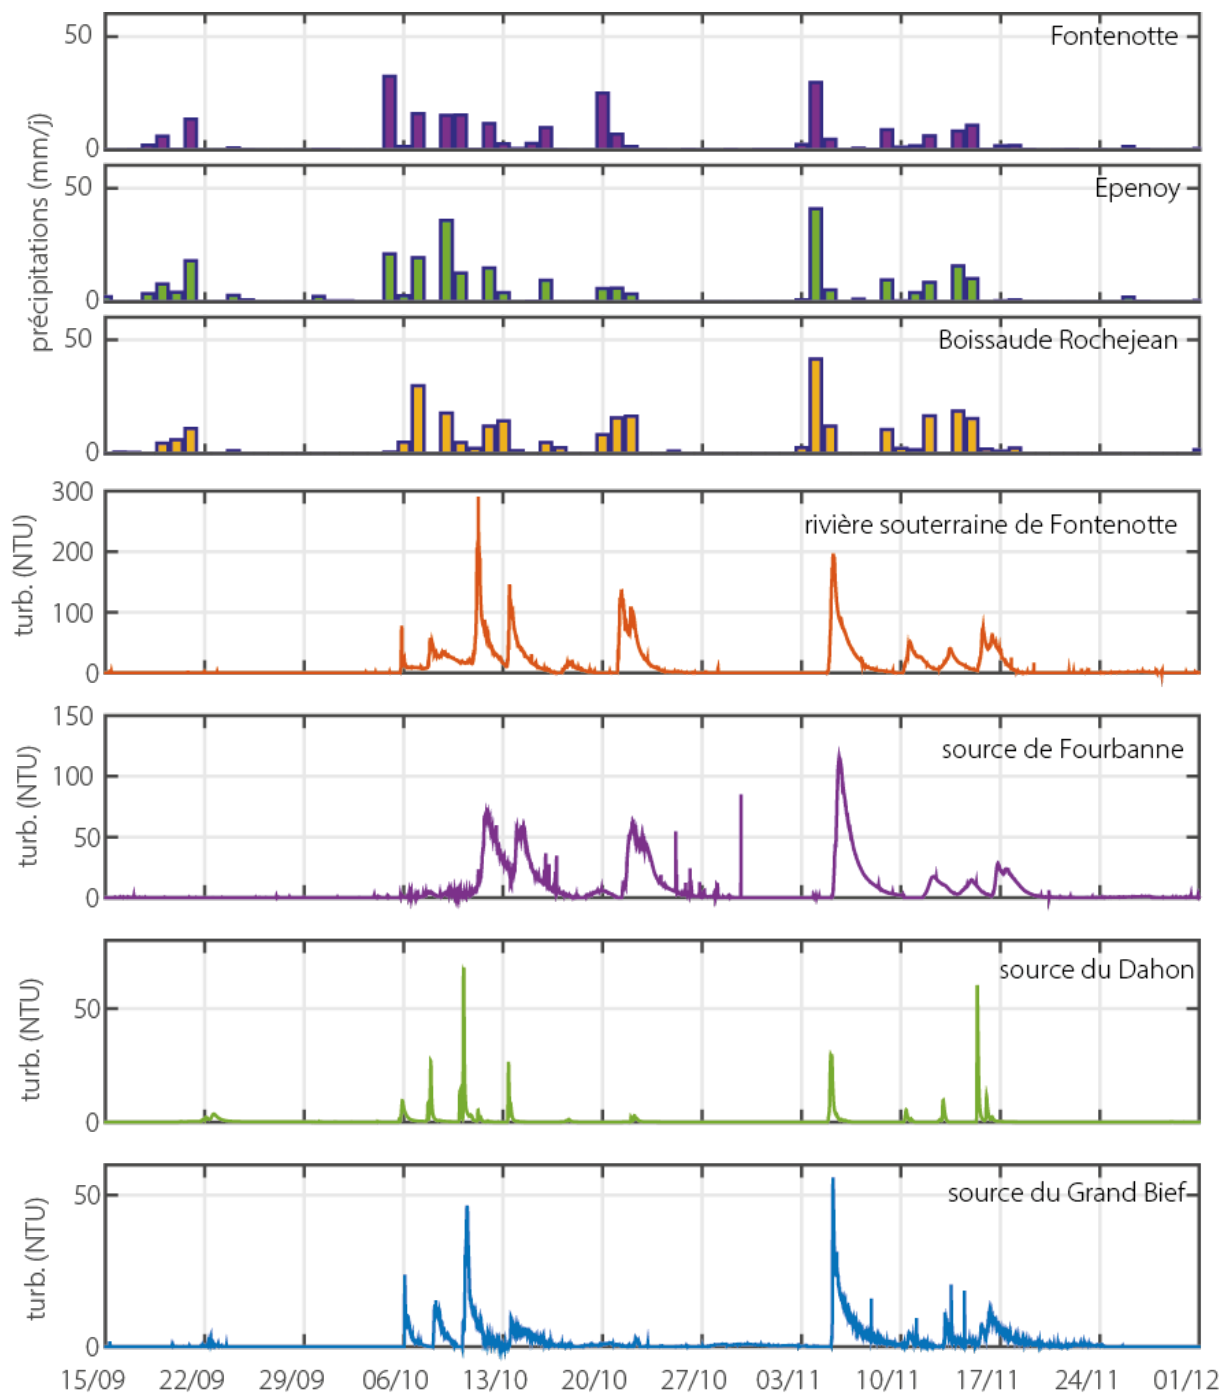 50
Fontenotte
0
50
Epenoy
0
précipitations (mm/j)
50
Boissaude Rochejean
0
300
rivière souterraine de Fontenotte
200
turb. (NTU)
100
0
150
source de Fourbanne
100
turb. (NTU)
50
0
source du Dahon
50
turb. (NTU)
0
source du Grand Bief
50
turb. (NTU)
0
15/09 22/09 29/09 06/10 13/10 20/10 27/10 03/11 10/11 17/11 24/11 01/12